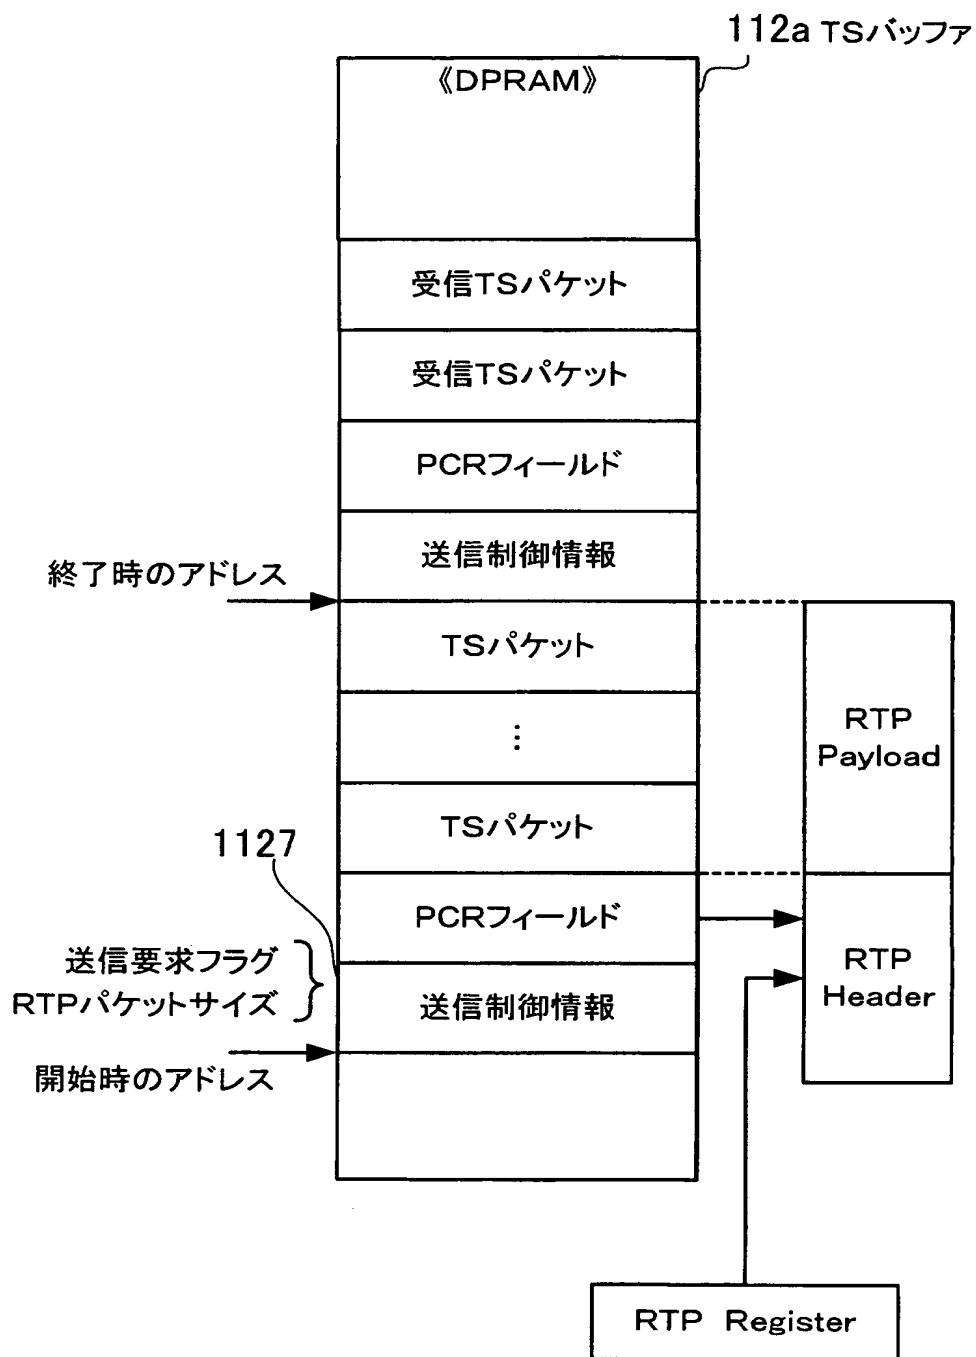 112a TSバッファ
《DPRAM》
受信TSパケット
受信TSパケット
PCRフィールド
送信制御情報
終了時のアドレス
TSパケット
⋮
TSパケット
RTP
Payload
1127
PCRフィールド
送信要求フラグ
RTPパケットサイズ
送信制御情報
RTP
Header
開始時のアドレス
RTP Register